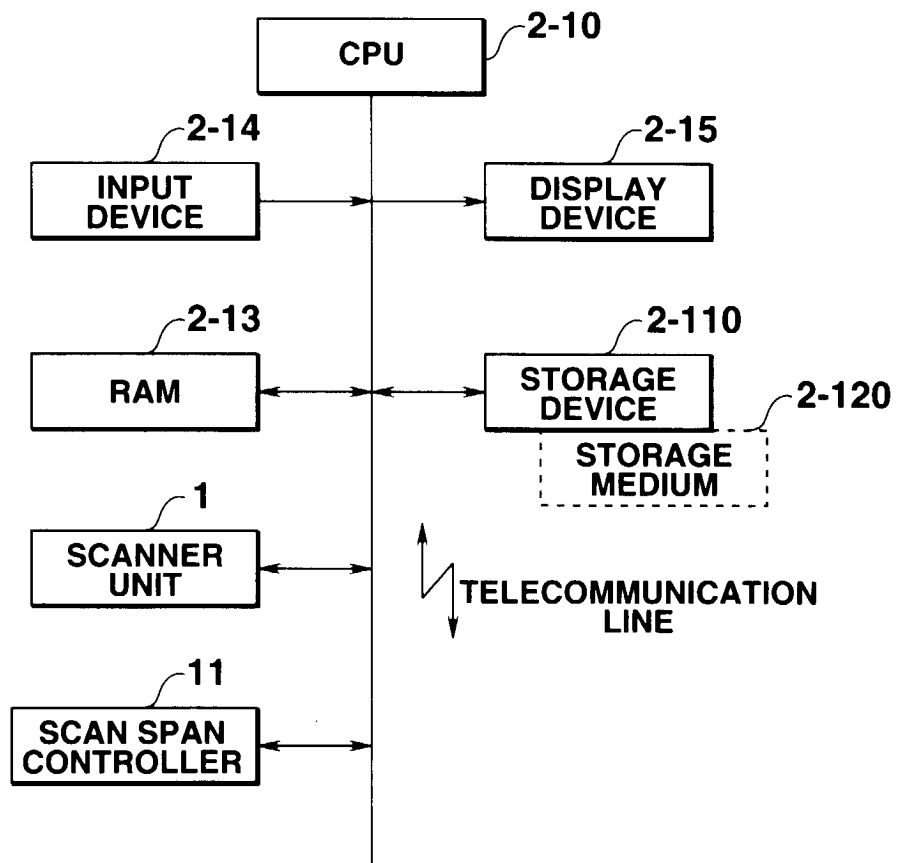 2-10
CPU
2-14
INPUT
DEVICE
2-15
DISPLAY
DEVICE
2-13
RAM
2-110
STORAGE
DEVICE
2-120
STORAGE
MEDIUM
1
SCANNER
UNIT
TELECOMMUNICATION
LINE
11
SCAN SPAN
CONTROLLER